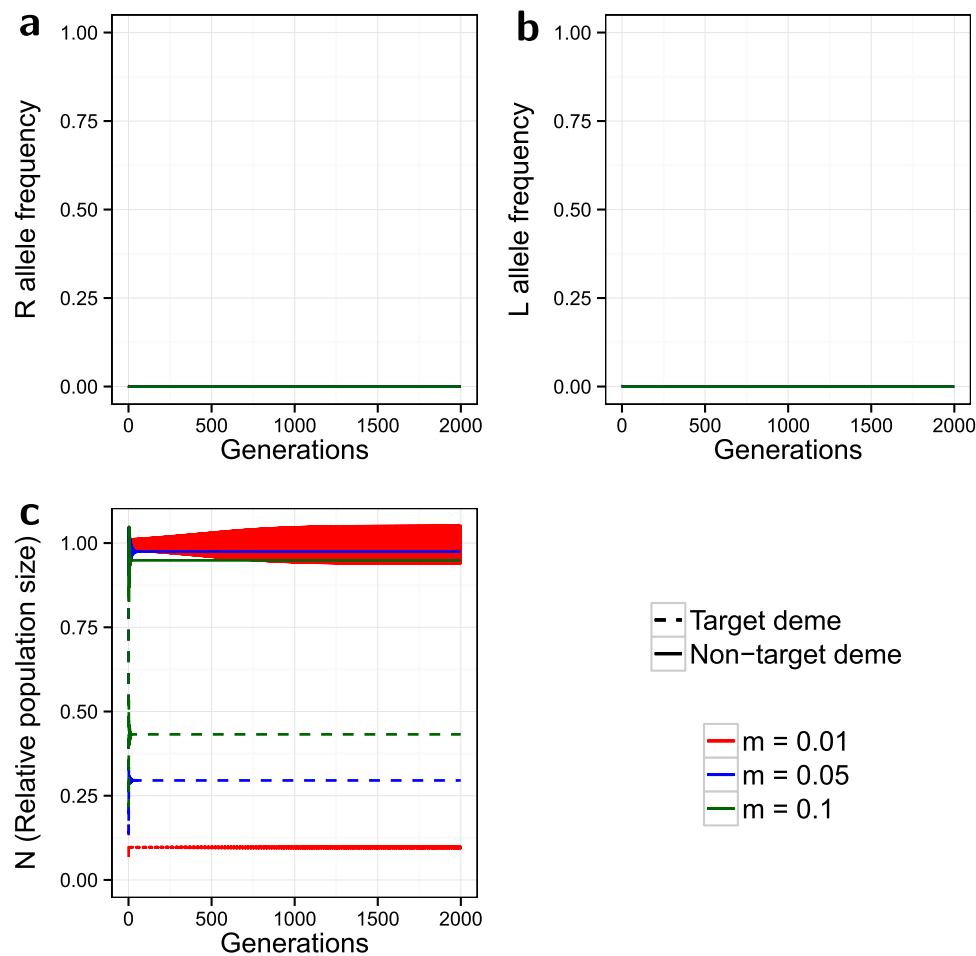 a
1.00
0.75
0.50
0.25
0.00
R allele frequency
0
500
1000
1500
2000
Generations
b
1.00
0.75
0.50
0.25
0.00
L allele frequency
0
500
1000
1500
2000
Generations
c
1.00
0.75
0.50
0.25
0.00
N (Relative population size)
0
500
1000
1500
2000
Generations
Target deme
Non−target deme
m = 0.01
m = 0.05
m = 0.1